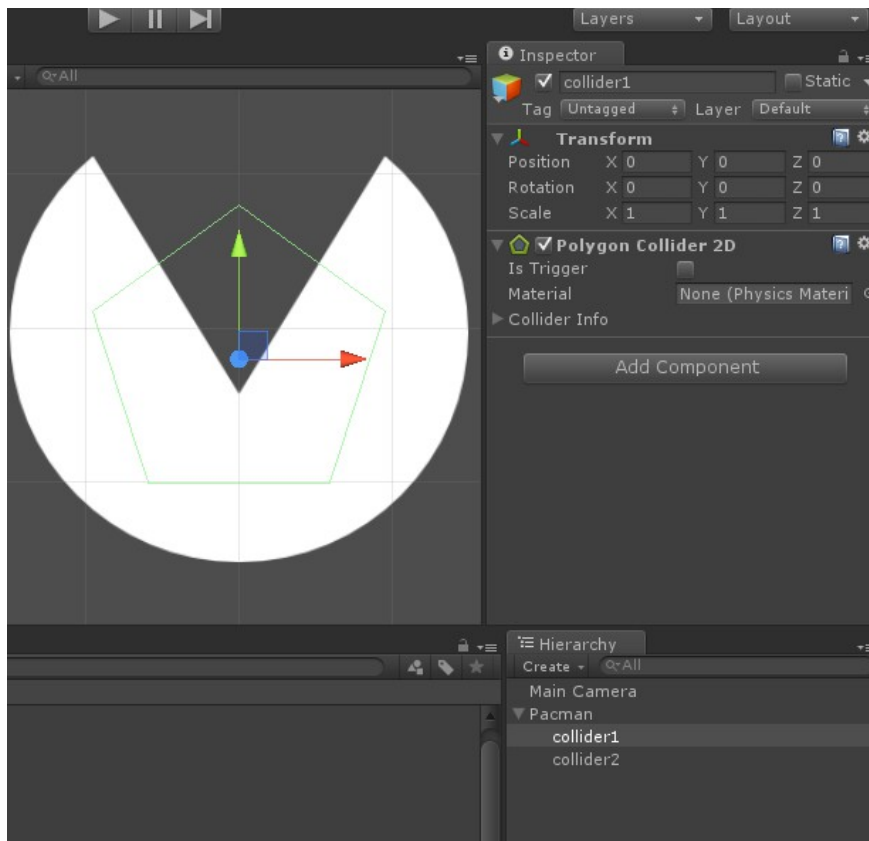 Layers
Layout
Inspector
All
collider1
Static
Tag Untagged Layer Default
Transform
Position X 0 Y 0 Z 0
Rotation X 0 Y 0 Z 0
Scale X 1 Y 1 Z 1
Polygon Collider 2D
Is Trigger
Material None (Physics Materi
Collider Info
Add Component
Hierarchy
Create All
Main Camera
Pacman
collider1
collider2